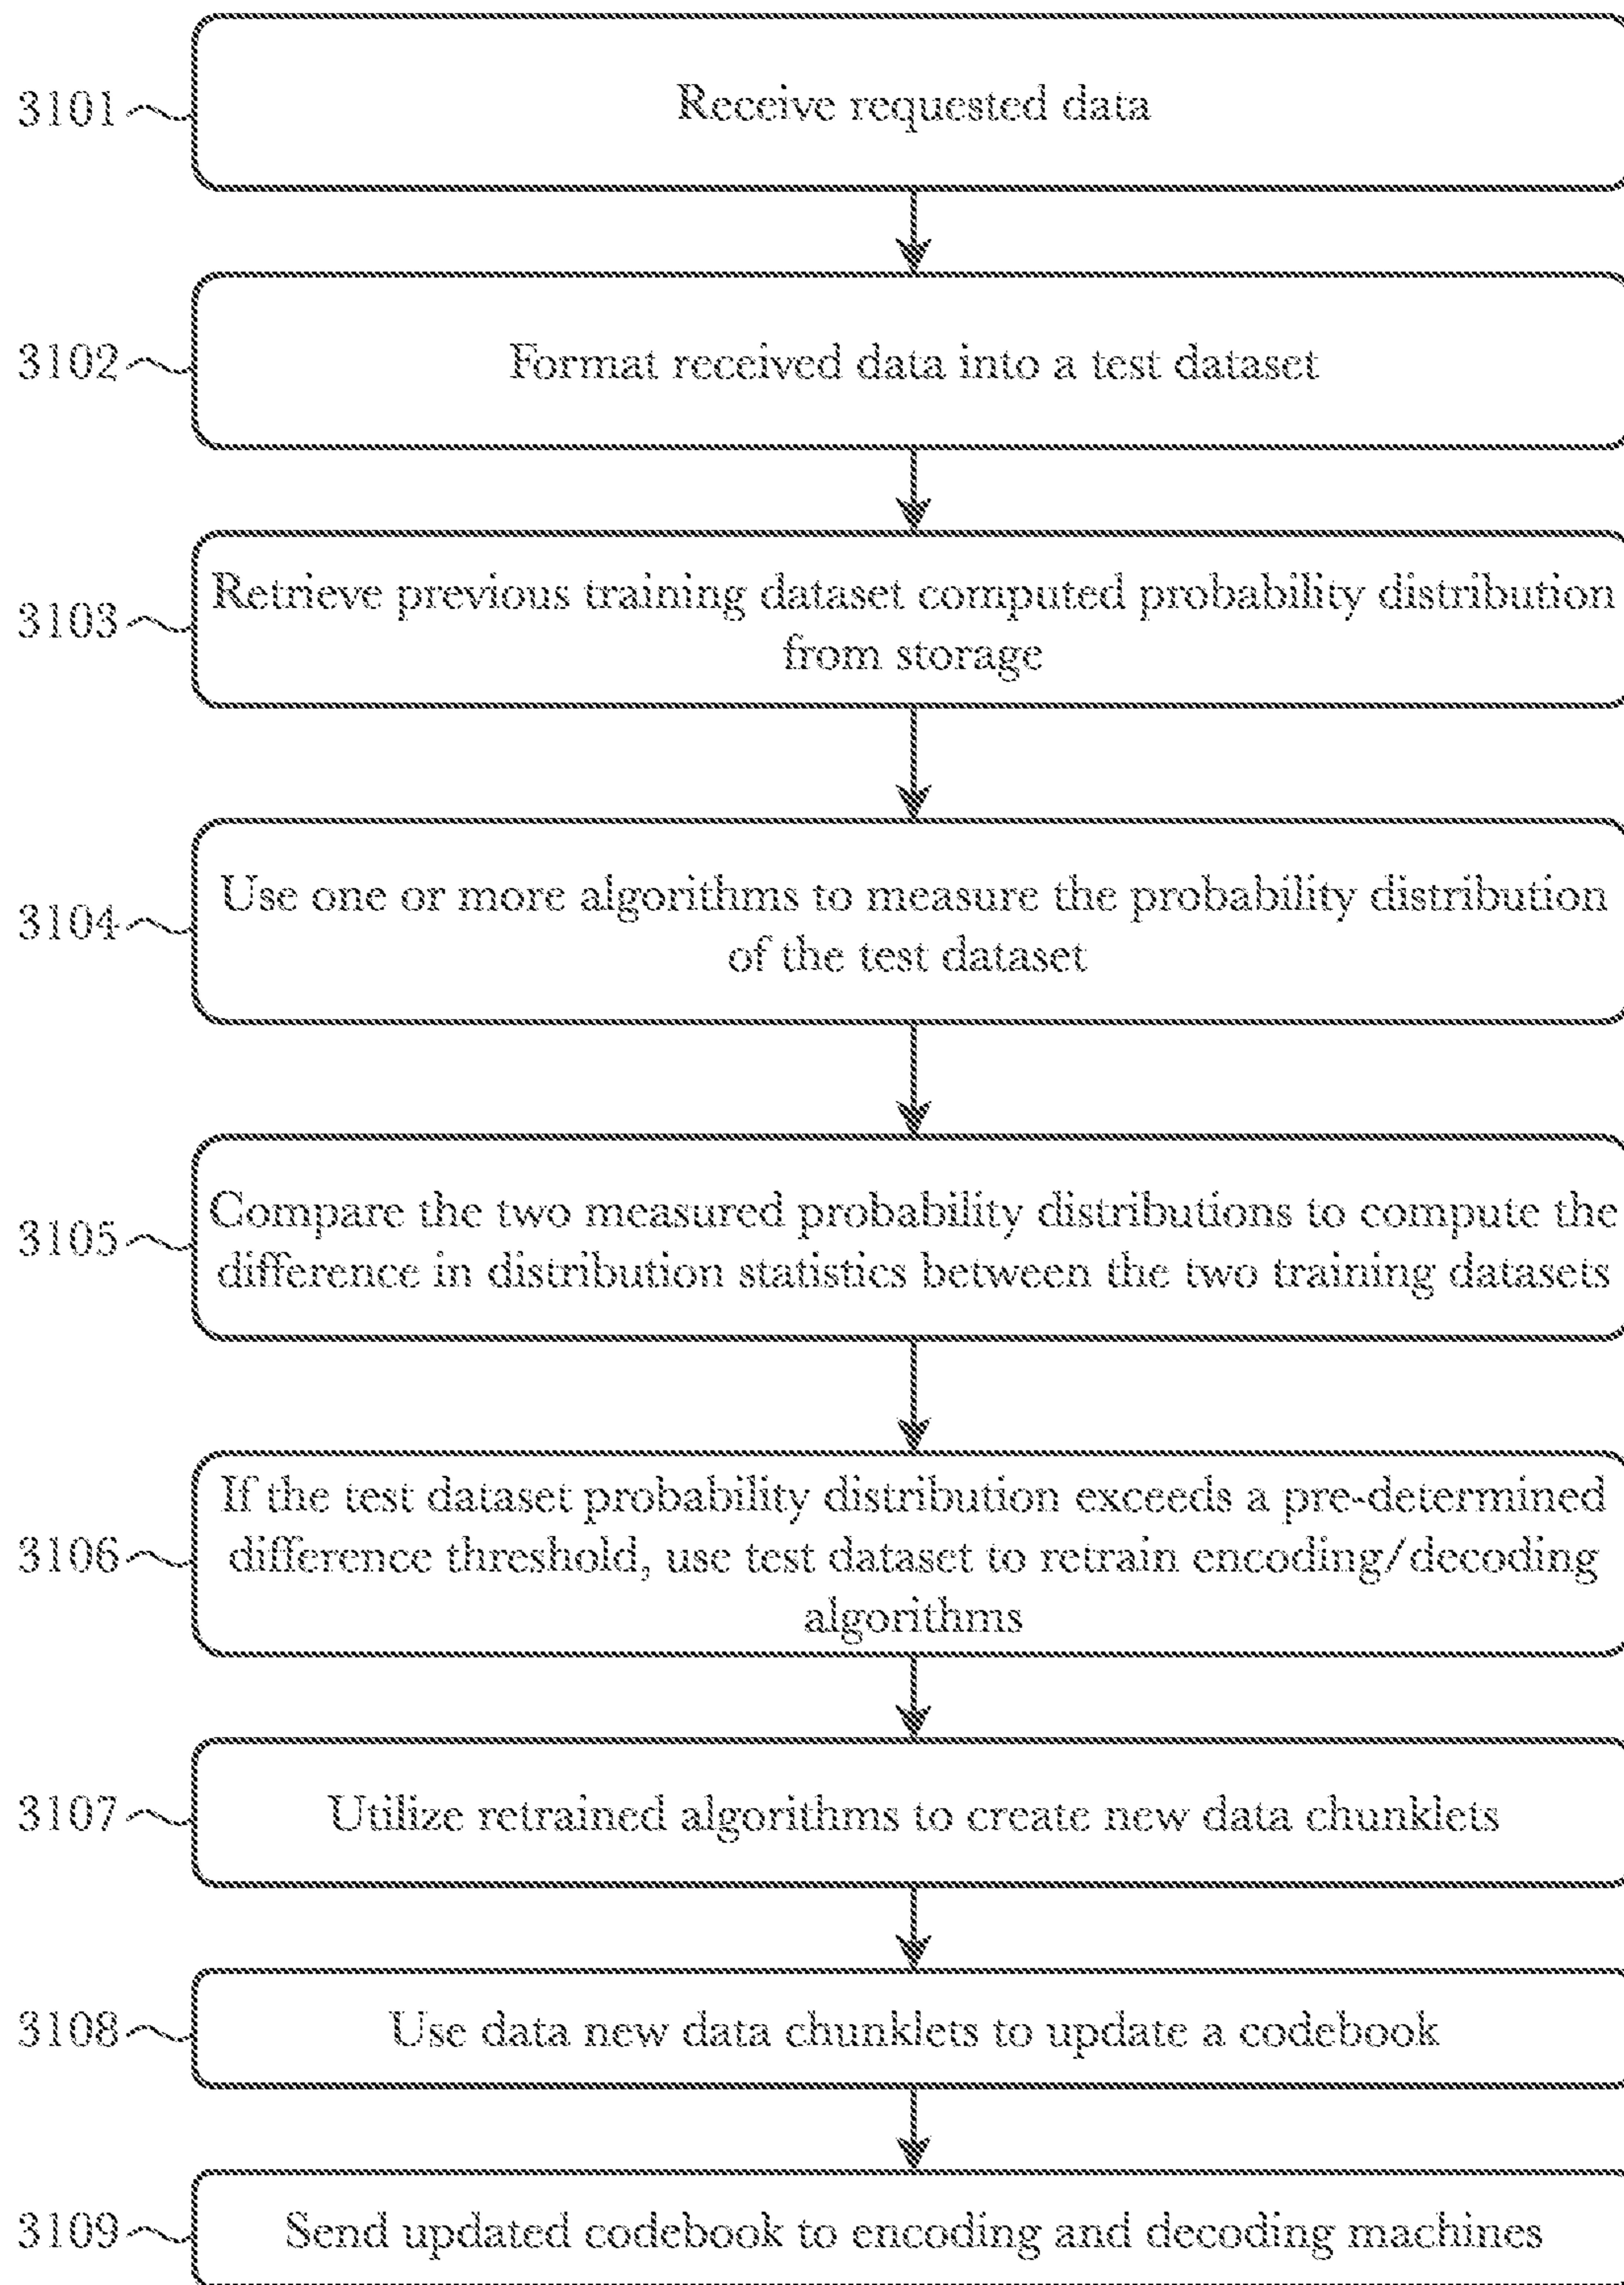 3101
Receive requested data
3102
Format received data into a test dataset
3103
Retrieve previous training dataset computed probability distribution
from storage
3104
Use one or more algorithms to measure the probability distribution
of the test dataset
3105
Compare the two measured probability distributions to compute the
difference in distribution statistics between the two training datasets
3106
If the test dataset probability distribution exceeds a pre-determined
difference threshold, use test dataset to retrain encoding/decoding
algorithms
3107
Utilize retrained algorithms to create new data chunklets
3108
Use data new data chunklets to update a codebook
3109
Send updated codebook to encoding and decoding machines